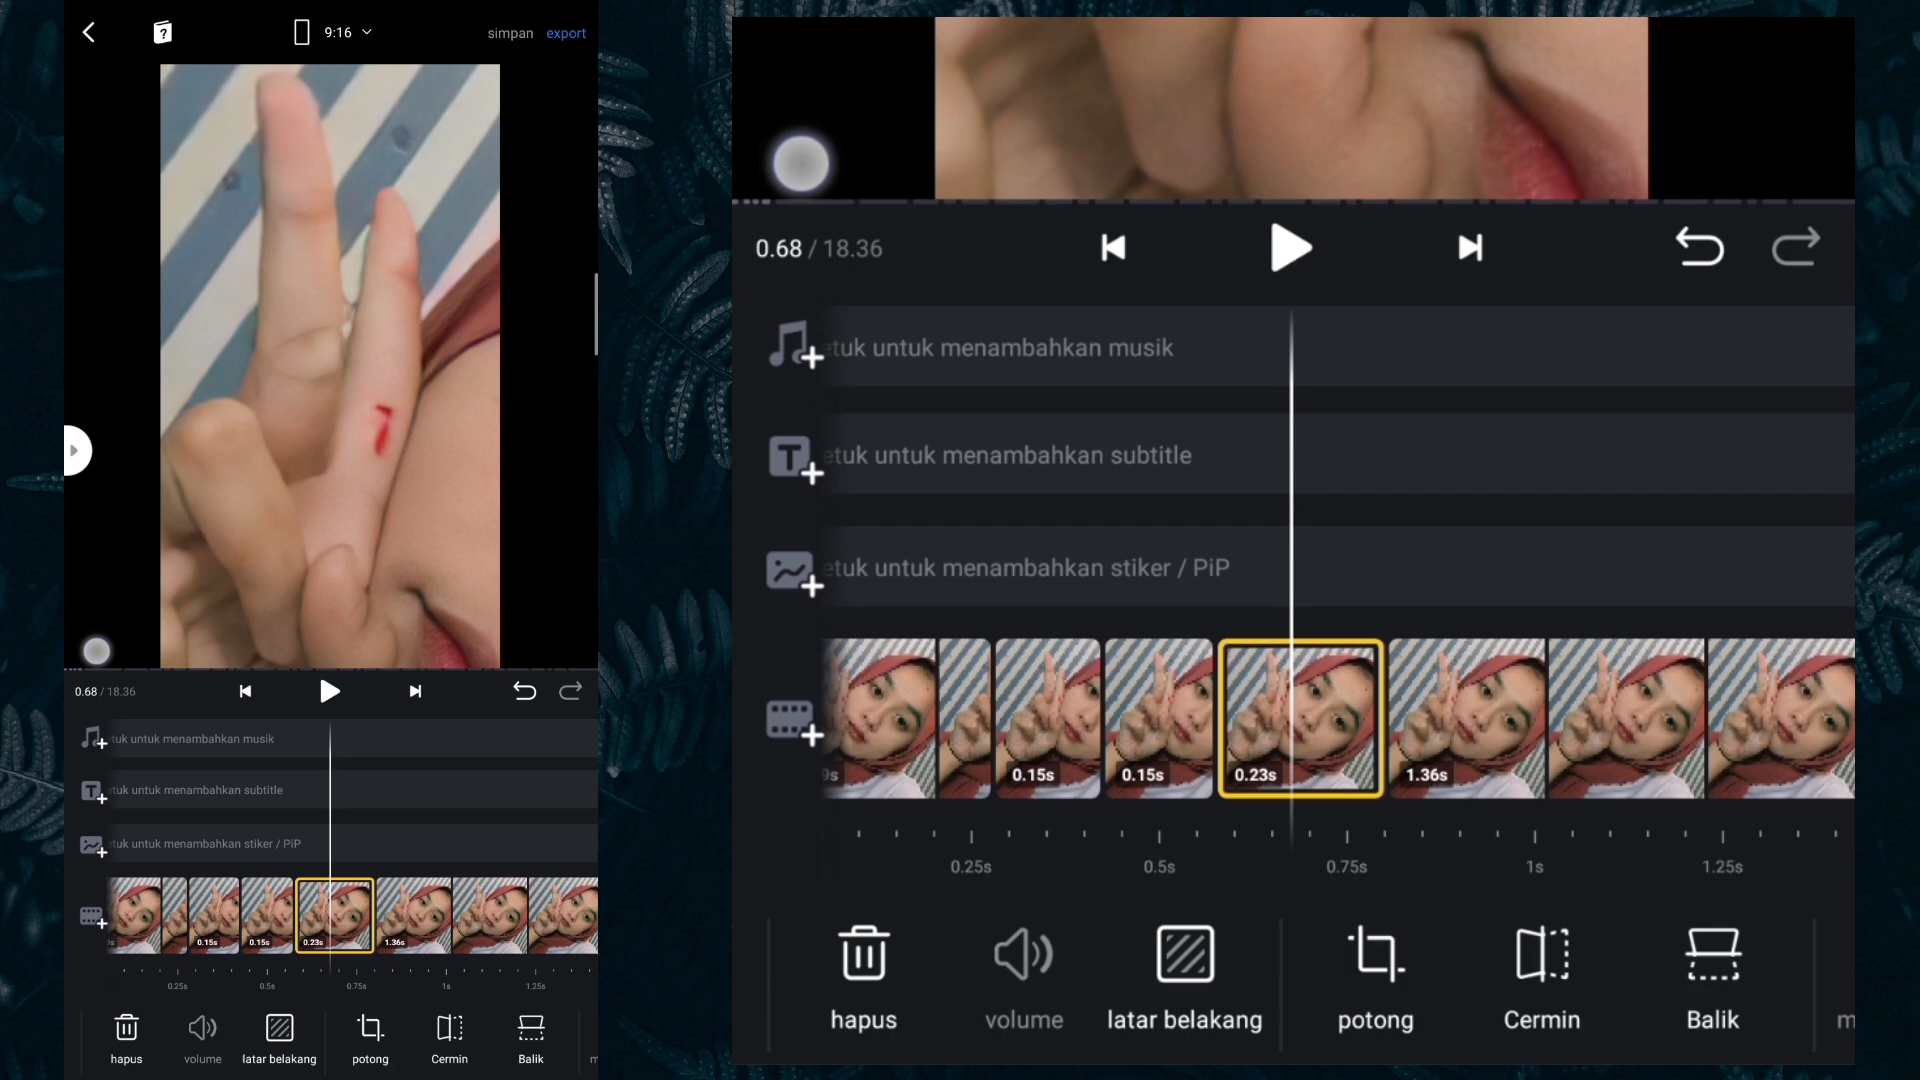 9:16
simpan export
0.68 / 18.36
etuk untuk menambahkan musik
etuk untuk menambahkan subtitle
etuk untuk menambahkan stiker / PiP
9s 0.15s 0.15s 0.23s 1.36s
0.25s 0.5s 0.75s 1s 1.25s
hapus volume latar belakang potong Cermin Balik m
0.68 / 18.36
tuk untuk menambahkan musik
tuk untuk menambahkan subtitle
tuk untuk menambahkan stiker / PiP
0.15s 0.15s 0.23s 1.36s
0.25s 0.5s 0.75s 1s 1.25s
hapus volume latar belakang potong Cermin Balik m